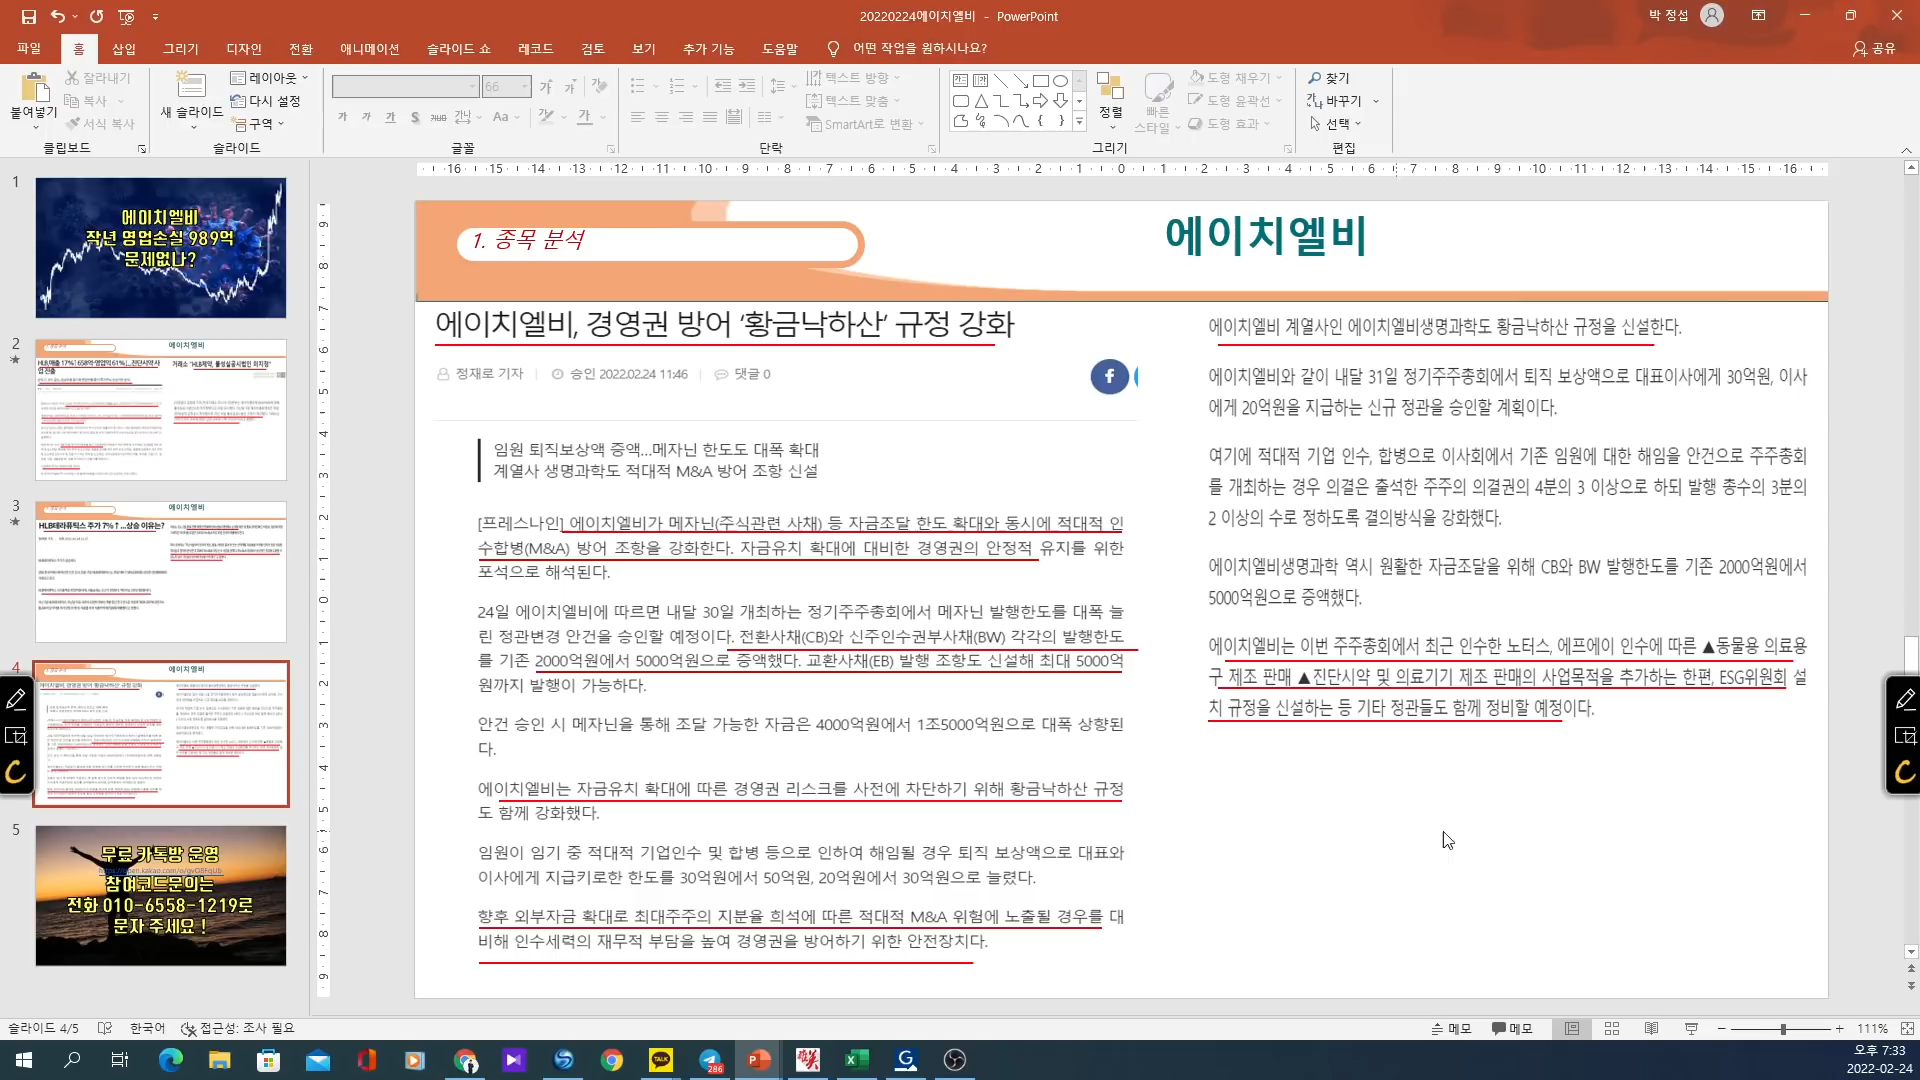 20220224에이치엘비 - PowerPoint
박 정섭
파일 홈 삽입 그리기 디자인 전환 애니메이션 슬라이드 쇼 레코드 검토 보기 추가 기능 도움말 어떤 작업을 원하시나요? 공유
붙여넣기
잘라내기
복사
서식 복사
클립보드
새 슬라이드
레이아웃
다시 설정
구역
슬라이드
66
글꼴
텍스트 방향
텍스트 맞춤
SmartArt로 변환
단락
정렬
빠른 스타일
도형 채우기
도형 윤곽선
도형 효과
그리기
찾기
바꾸기
선택
편집
1
에이치엘비
작년 영업손실 989억
문제없나?
2
에이치엘비
3
에이치엘비
HLB테라퓨틱스 주가 7%↑...상승 이유는?
4
에이치엘비
5
무료 카톡방 운영
참여코드문의는
전화 010-6558-1219로
문자 주세요 !
1. 종목 분석
에이치엘비
에이치엘비, 경영권 방어 ‘황금낙하산’ 규정 강화
정재로 기자 승인 2022.02.24 11:46 댓글 0
임원 퇴직보상액 증액...메자닌 한도도 대폭 확대
계열사 생명과학도 적대적 M&A 방어 조항 신설
[프레스나인] 에이치엘비가 메자닌(주식관련 사채) 등 자금조달 한도 확대와 동시에 적대적 인
수합병(M&A) 방어 조항을 강화한다. 자금유치 확대에 대비한 경영권의 안정적 유지를 위한
포석으로 해석된다.
24일 에이치엘비에 따르면 내달 30일 개최하는 정기주주총회에서 메자닌 발행한도를 대폭 늘
린 정관변경 안건을 승인할 예정이다. 전환사채(CB)와 신주인수권부사채(BW) 각각의 발행한도
를 기존 2000억원에서 5000억원으로 증액했다. 교환사채(EB) 발행 조항도 신설해 최대 5000억
원까지 발행이 가능하다.
안건 승인 시 메자닌을 통해 조달 가능한 자금은 4000억원에서 1조5000억원으로 대폭 상향된
다.
에이치엘비는 자금유치 확대에 따른 경영권 리스크를 사전에 차단하기 위해 황금낙하산 규정
도 함께 강화했다.
임원이 임기 중 적대적 기업인수 및 합병 등으로 인하여 해임될 경우 퇴직 보상액으로 대표와
이사에게 지급키로한 한도를 30억원에서 50억원, 20억원에서 30억원으로 늘렸다.
향후 외부자금 확대로 최대주주의 지분율 희석에 따른 적대적 M&A 위험에 노출될 경우를 대
비해 인수세력의 재무적 부담을 높여 경영권을 방어하기 위한 안전장치다.
에이치엘비 계열사인 에이치엘비생명과학도 황금낙하산 규정을 신설한다.
에이치엘비와 같이 내달 31일 정기주주총회에서 퇴직 보상액으로 대표이사에게 30억원, 이사
에게 20억원을 지급하는 신규 정관을 승인할 계획이다.
여기에 적대적 기업 인수, 합병으로 이사회에서 기존 임원에 대한 해임을 안건으로 주주총회
를 개최하는 경우 의결은 출석한 주주의 의결권의 4분의 3 이상으로 하되 발행 총수의 3분의
2 이상의 수로 정하도록 결의방식을 강화했다.
에이치엘비생명과학 역시 원활한 자금조달을 위해 CB와 BW 발행한도를 기존 2000억원에서
5000억원으로 증액했다.
에이치엘비는 이번 주주총회에서 최근 인수한 노터스, 에프에이 인수에 따른 ▲동물용 의료용
구 제조 판매 ▲진단시약 및 의료기기 제조 판매의 사업목적을 추가하는 한편, ESG위원회 설
치 규정을 신설하는 등 기타 정관들도 함께 정비할 예정이다.
슬라이드 4/5 한국어 접근성: 조사 필요 메모 메모 111%
오후 7:33
2022-02-24